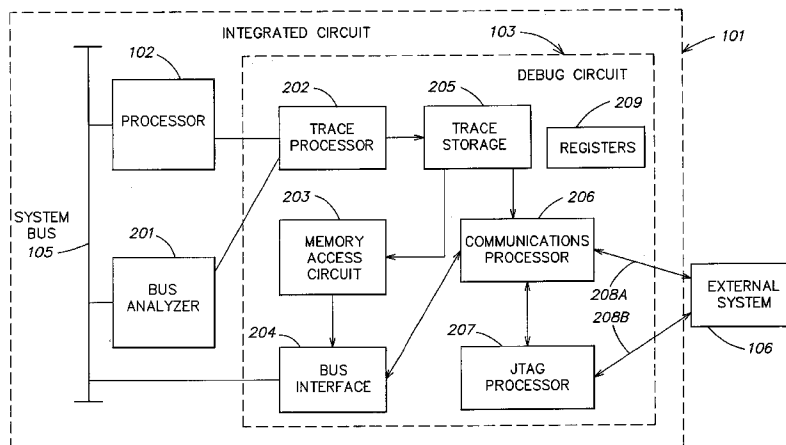 INTEGRATED CIRCUIT
103
101
102
DEBUG CIRCUIT
202
205
209
PROCESSOR
TRACE
PROCESSOR
TRACE
STORAGE
REGISTERS
203
206
SYSTEM
BUS
105
201
MEMORY
ACCESS
CIRCUIT
COMMUNICATIONS
PROCESSOR
BUS
ANALYZER
208A
EXTERNAL
SYSTEM
208B
204
207
106
BUS
INTERFACE
JTAG
PROCESSOR